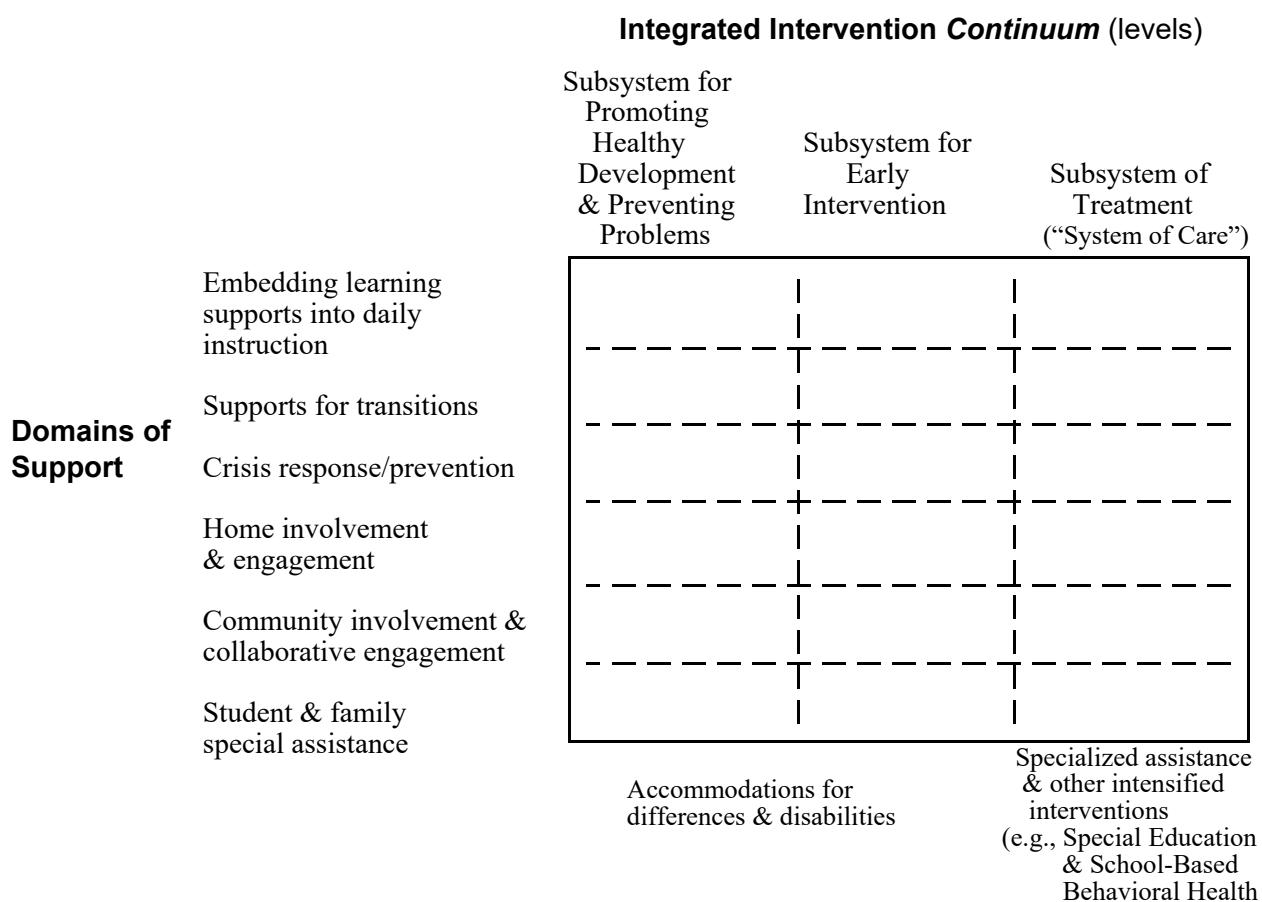 Integrated Intervention Continuum (levels)
Subsystem for
Promoting
Healthy
Development
& Preventing
Problems
Subsystem for
Early
Intervention
Subsystem of
Treatment
(“System of Care”)
Domains of
Support
Embedding learning
supports into daily
instruction
Supports for transitions
Crisis response/prevention
Home involvement
& engagement
Community involvement &
collaborative engagement
Student & family
special assistance
Accommodations for
differences & disabilities
Specialized assistance
& other intensified
interventions
(e.g., Special Education
& School-Based
Behavioral Health